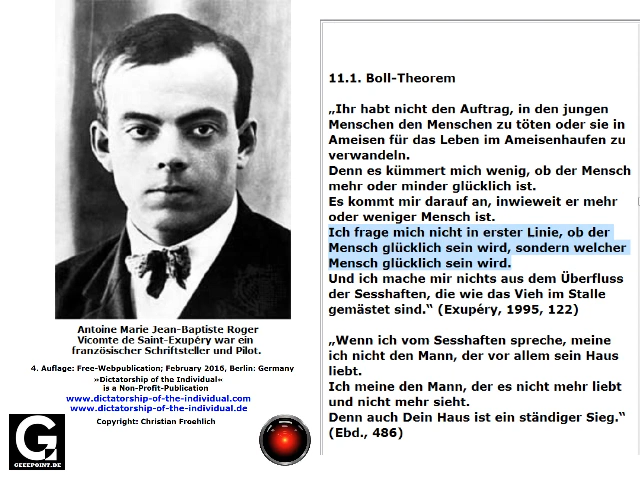 Antoine Marie Jean-Baptiste Roger
Vicomte de Saint-Exupéry war ein
französischer Schriftsteller und Pilot.
4. Auflage: Free-Webpublication; February 2016, Berlin: Germany
»Dictatorship of the Individual«
is a Non-Profit-Publication
www.dictatorship-of-the-individual.com
www.dictatorship-of-the-individual.de
Copyright: Christian Froehlich
G
GEEEPOINT.DE
11.1. Boll-Theorem
„Ihr habt nicht den Auftrag, in den jungen
Menschen den Menschen zu töten oder sie in
Ameisen für das Leben im Ameisenhaufen zu
verwandeln.
Denn es kümmert mich wenig, ob der Mensch
mehr oder minder glücklich ist.
Es kommt mir darauf an, inwieweit er mehr
oder weniger Mensch ist.
Ich frage mich nicht in erster Linie, ob der
Mensch glücklich sein wird, sondern welcher
Mensch glücklich sein wird.
Und ich mache mir nichts aus dem Überfluss
der Sesshaften, die wie das Vieh im Stalle
gemästet sind.“ (Exupéry, 1995, 122)
„Wenn ich vom Sesshaften spreche, meine
ich nicht den Mann, der vor allem sein Haus
liebt.
Ich meine den Mann, der es nicht mehr liebt
und nicht mehr sieht.
Denn auch Dein Haus ist ein ständiger Sieg.“
(Ebd., 486)